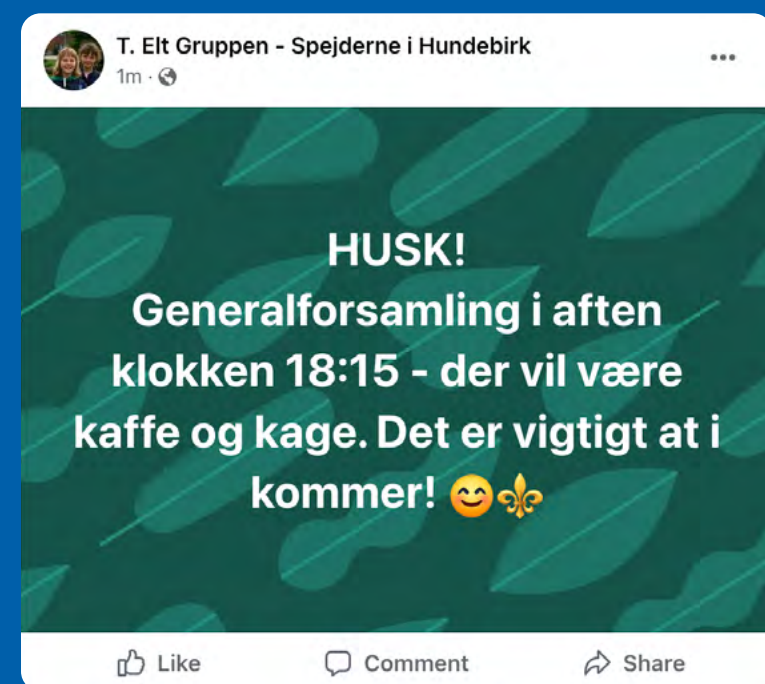 T. Elt Gruppen - Spejderne i Hundebirk
1m ·
HUSK!
Generalforsamling i aften
klokken 18:15 - der vil være
kaffe og kage. Det er vigtigt at i
kommer! 😊⚜️
Like
Comment
Share